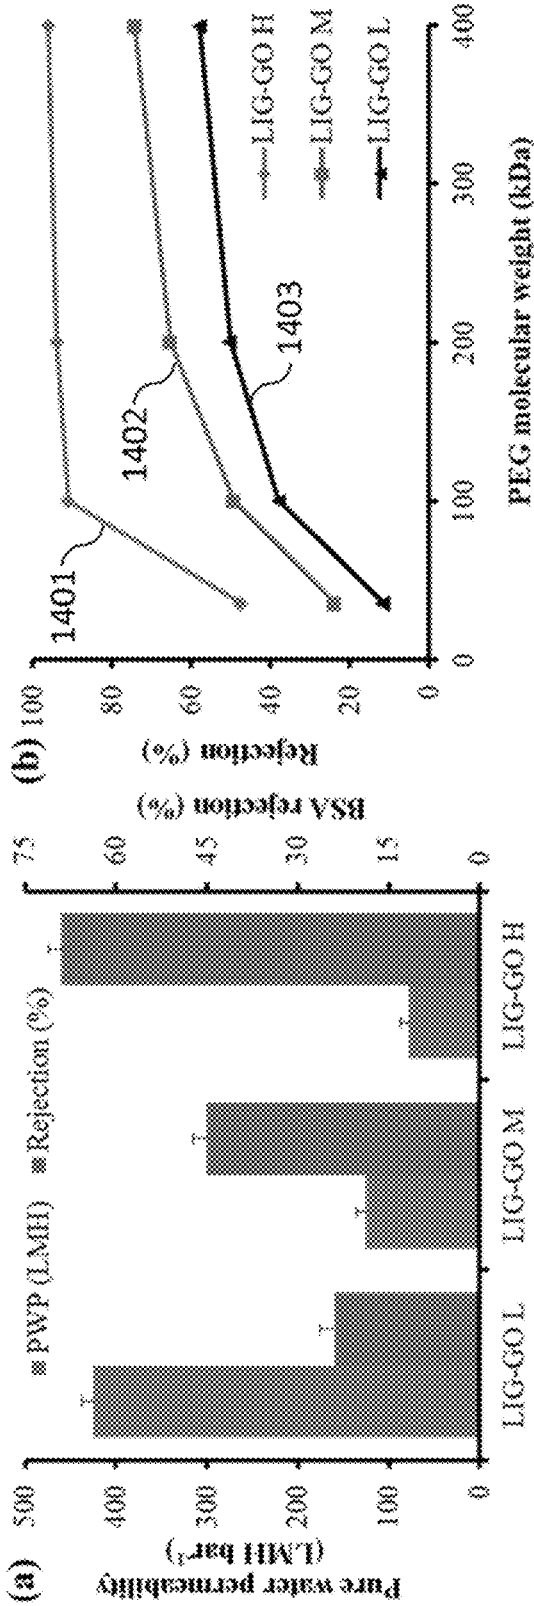 (a)
Pure water permeability
(LMH bar⁻¹)
500
400
300
200
100
0
■ PWP (LMH) ■ Rejection (%)
75
60
45
30
15
0
BSA rejection (%)
LIG-GO L
LIG-GO M
LIG-GO H
(b)
Rejection (%)
100
80
60
40
20
0
1401
1402
1403
LIG-GO H
LIG-GO M
LIG-GO L
0
100
200
300
400
PEG molecular weight (kDa)